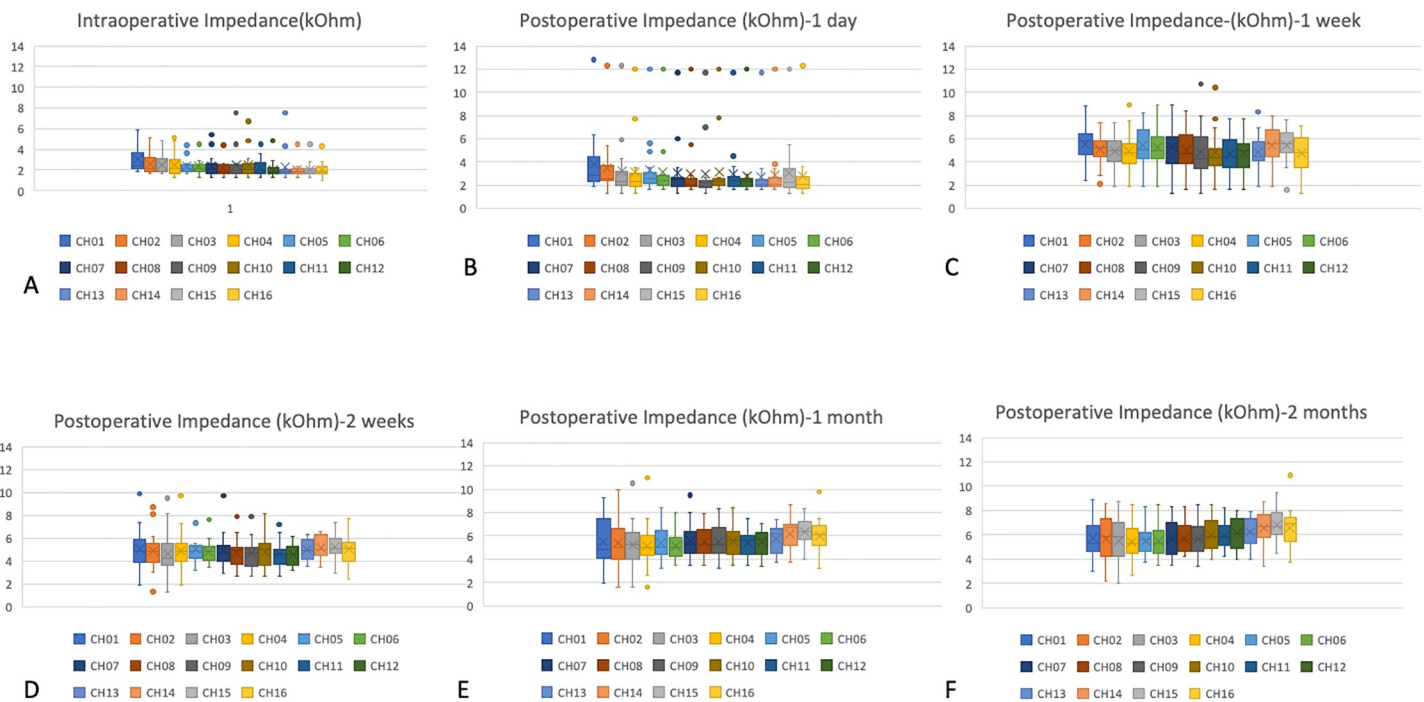 Intraoperative Impedance(kOhm)
14
12
10
8
6
4
2
0
1
CH01 CH02 CH03 CH04 CH05 CH06
CH07 CH08 CH09 CH10 CH11 CH12
CH13 CH14 CH15 CH16
A
Postoperative Impedance (kOhm)-1 day
14
12
10
8
6
4
2
0
CH01 CH02 CH03 CH04 CH05 CH06
CH07 CH08 CH09 CH10 CH11 CH12
CH13 CH14 CH15 CH16
B
Postoperative Impedance-(kOhm)-1 week
14
12
10
8
6
4
2
0
CH01 CH02 CH03 CH04 CH05 CH06
CH07 CH08 CH09 CH10 CH11 CH12
CH13 CH14 CH15 CH16
C
Postoperative Impedance (kOhm)-2 weeks
14
12
10
8
6
4
2
0
CH01 CH02 CH03 CH04 CH05 CH06
CH07 CH08 CH09 CH10 CH11 CH12
CH13 CH14 CH15 CH16
D
Postoperative Impedance (kOhm)-1 month
14
12
10
8
6
4
2
0
CH01 CH02 CH03 CH04 CH05 CH06
CH07 CH08 CH09 CH10 CH11 CH12
CH13 CH14 CH15 CH16
E
Postoperative Impedance (kOhm)-2 months
14
12
10
8
6
4
2
0
CH01 CH02 CH03 CH04 CH05 CH06
CH07 CH08 CH09 CH10 CH11 CH12
CH13 CH14 CH15 CH16
F